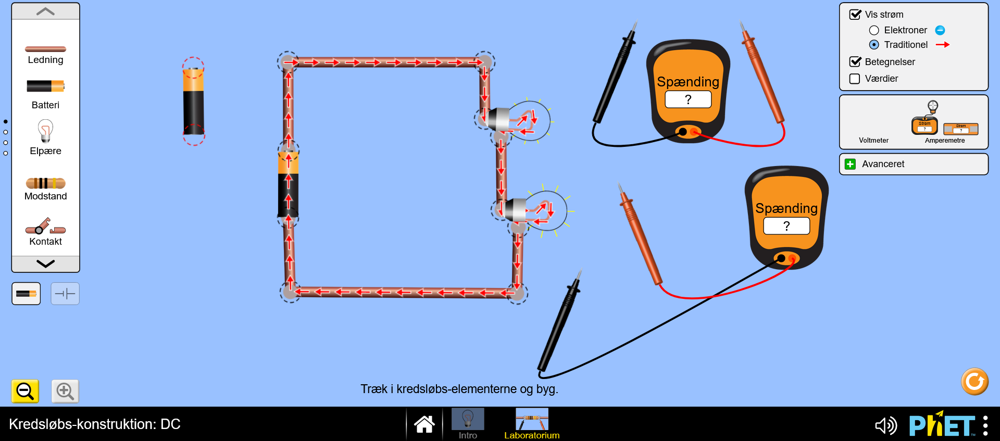 Ledning
Batteri
Elpære
Modstand
Kontakt
Spænding
?
Spænding
?
Vis strøm
Elektroner
Traditionel
Betegnelser
Værdier
Strøm
?
Strøm
?
Voltmeter
Amperemetre
Avanceret
Træk i kredsløbs-elementerne og byg.
Kredsløbs-konstruktion: DC
Intro
Laboratorium
PhET
TM